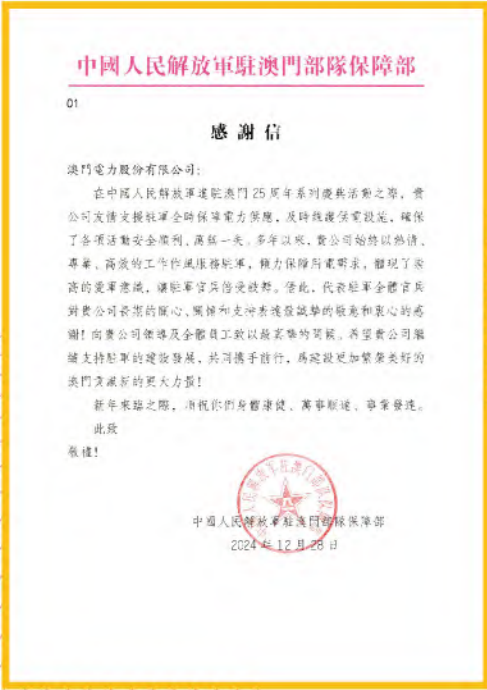 中國人民解放軍駐澳門部隊保障部
01
感謝信
澳門電力股份有限公司:
在中國人民解放軍進駐澳門25周年系列慶典活動之際，貴
公司友情支援駐軍全時保障電力供應，及時維護保電設施，確保
了各項活動安全順利、萬無一失。多年以來，貴公司始終以熱情、
專業、高效的工作作風服務駐軍，傾力保障用電需求，體現了崇
高的愛軍意識，讓駐軍官兵倍受鼓舞。借此，代表駐軍全體官兵
對貴公司長期的關心、關懷和支持表達最誠摯的敬意和衷心的感
謝！向貴公司領導及全體員工致以最真摯的問候。希望貴公司繼
續支持駐軍的建設發展，共同攜手前行，爲建設更加繁榮美好的
澳門貢獻新的更大力量！
新年來臨之際，順祝你們身體康健、萬事順達、事業發達。
此致
敬禮！
中國人民解放軍駐澳門部隊保障部
2024年12月28日